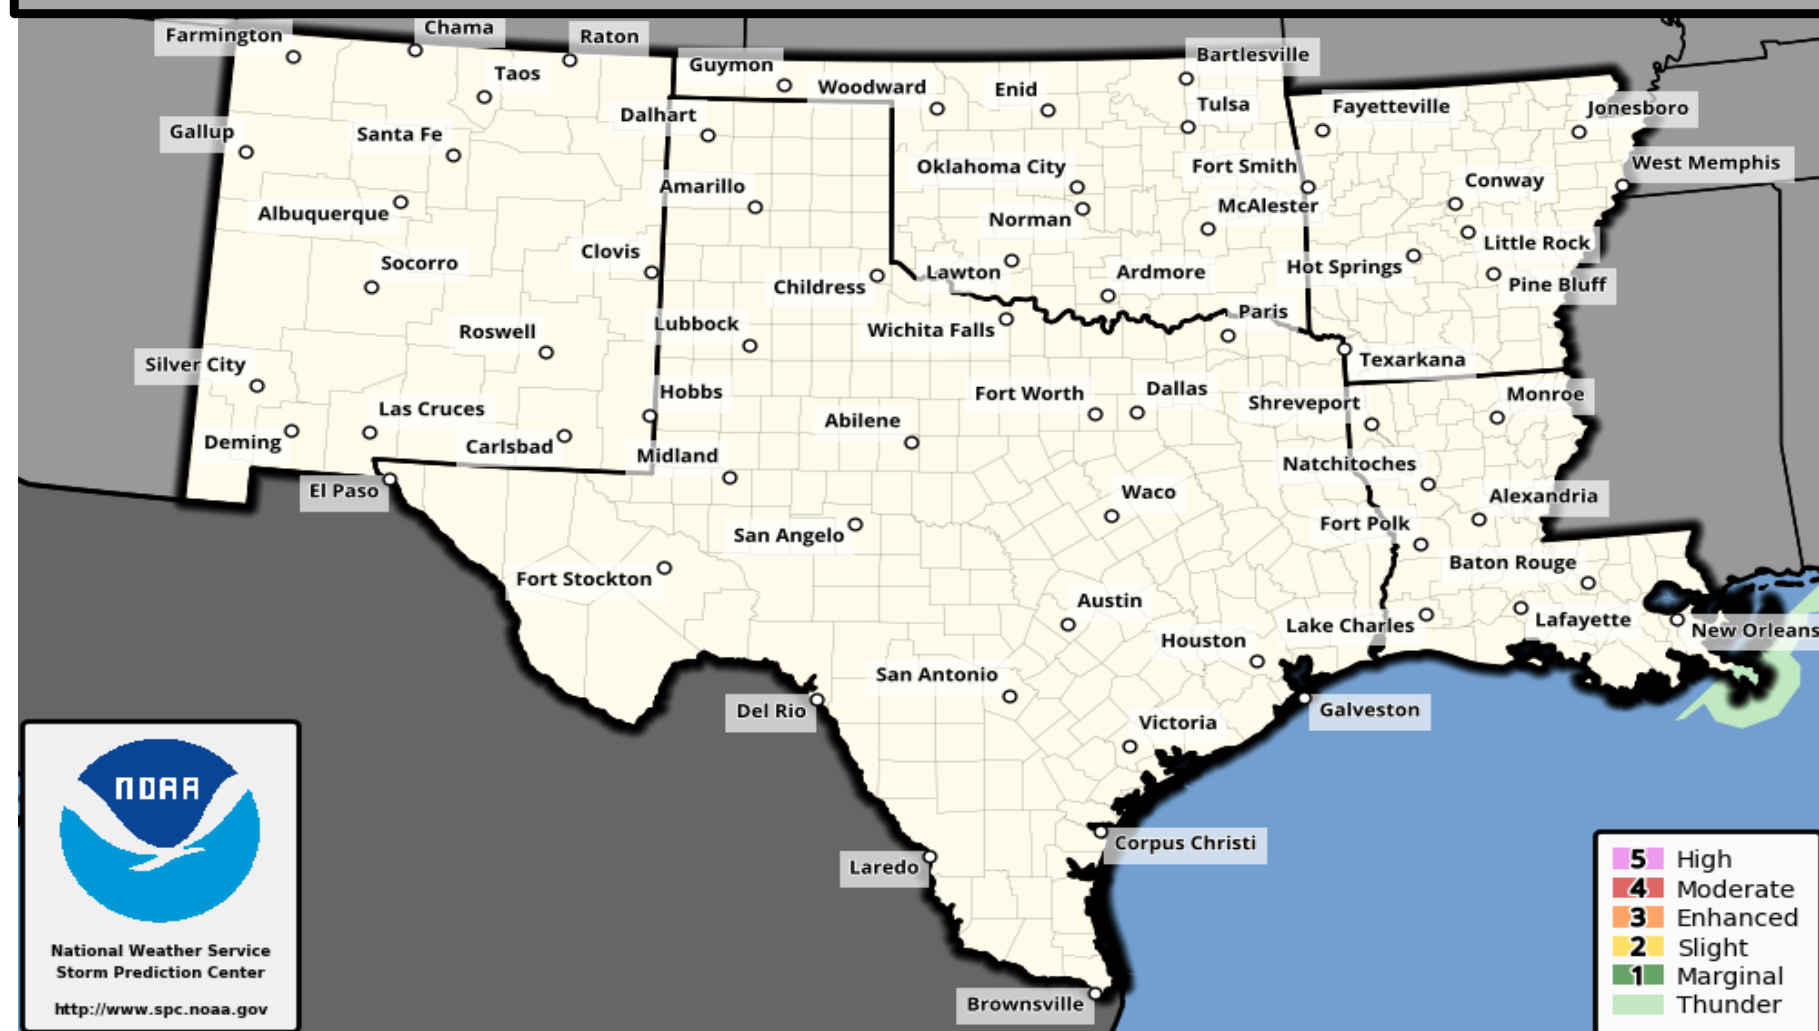 Farmington
Chama
Raton
Taos
Guymon
Woodward
Enid
Bartlesville
Tulsa
Fayetteville
Jonesboro
Dalhart
Gallup
Santa Fe
Oklahoma City
Fort Smith
West Memphis
Conway
Amarillo
Albuquerque
Norman
McAlester
Little Rock
Socorro
Clovis
Childress
Lawton
Ardmore
Hot Springs
Pine Bluff
Paris
Roswell
Lubbock
Wichita Falls
Texarkana
Silver City
Hobbs
Fort Worth
Dallas
Shreveport
Monroe
Las Cruces
Abilene
Deming
Carlsbad
Midland
Natchitoches
El Paso
Waco
Alexandria
San Angelo
Fort Polk
Baton Rouge
Fort Stockton
Austin
Houston
Lake Charles
Lafayette
New Orleans
San Antonio
Del Rio
Victoria
Galveston
Corpus Christi
Laredo
Brownsville
NOAA
National Weather Service
Storm Prediction Center
http://www.spc.noaa.gov
5 High
4 Moderate
3 Enhanced
2 Slight
1 Marginal
Thunder